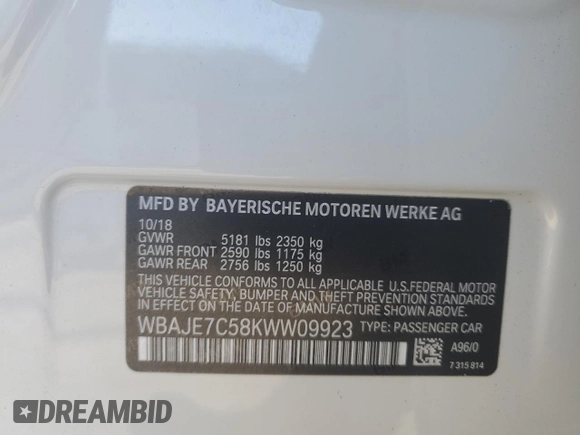 MFD BY BAYERISCHE MOTOREN WERKE AG
10/18
GVWR 5181 lbs 2350 kg
GAWR FRONT 2590 lbs 1175 kg
GAWR REAR 2756 lbs 1250 kg
THIS VEHICLE CONFORMS TO ALL APPLICABLE U.S.FEDERAL MOTOR
VEHICLE SAFETY, BUMPER AND THEFT PREVENTION STANDARDS
IN EFFECT ON THE DATE OF MANUFACTURE SHOWN ABOVE.
WBAJE7C58KWW09923 TYPE: PASSENGER CAR
A96/0
7 315 814
DREAMBID